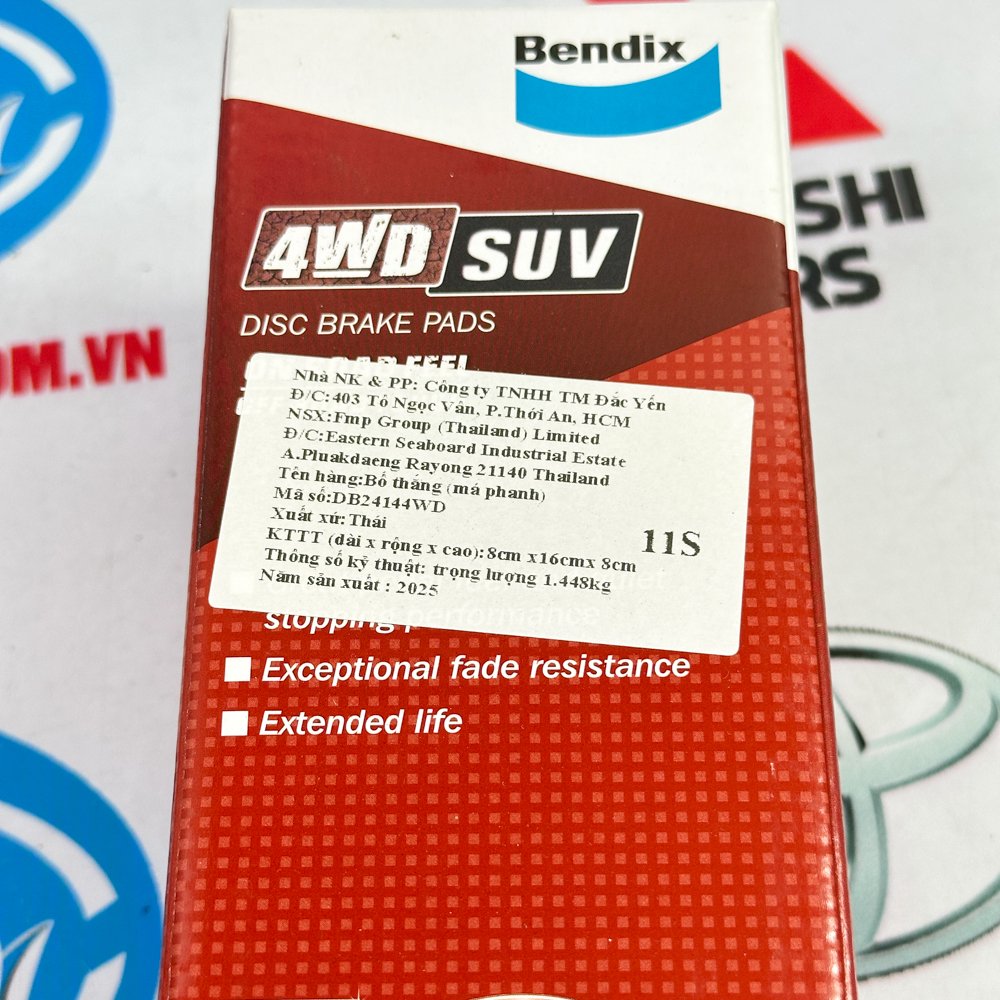 Bendix
4WD SUV
DISC BRAKE PADS
Nhà NK & PP: Công ty TNHH TM Đắc Yến
Đ/C:403 Tô Ngọc Vân, P.Thới An, HCM
NSX:Fmp Group (Thailand) Limited
Đ/C:Eastern Seaboard Industrial Estate
A.Pluakdaeng Rayong 21140 Thailand
Tên hàng:Bố thắng (má phanh)
Mã số:DB24144WD
Xuất xứ: Thái
11S
KTTT (dài x rộng x cao): 8cm x16cmx 8cm
Thông số kỹ thuật: trọng lượng 1.448kg
Năm sản xuất : 2025
stopping performance
Exceptional fade resistance
Extended life
SHI
RS
OM.VN